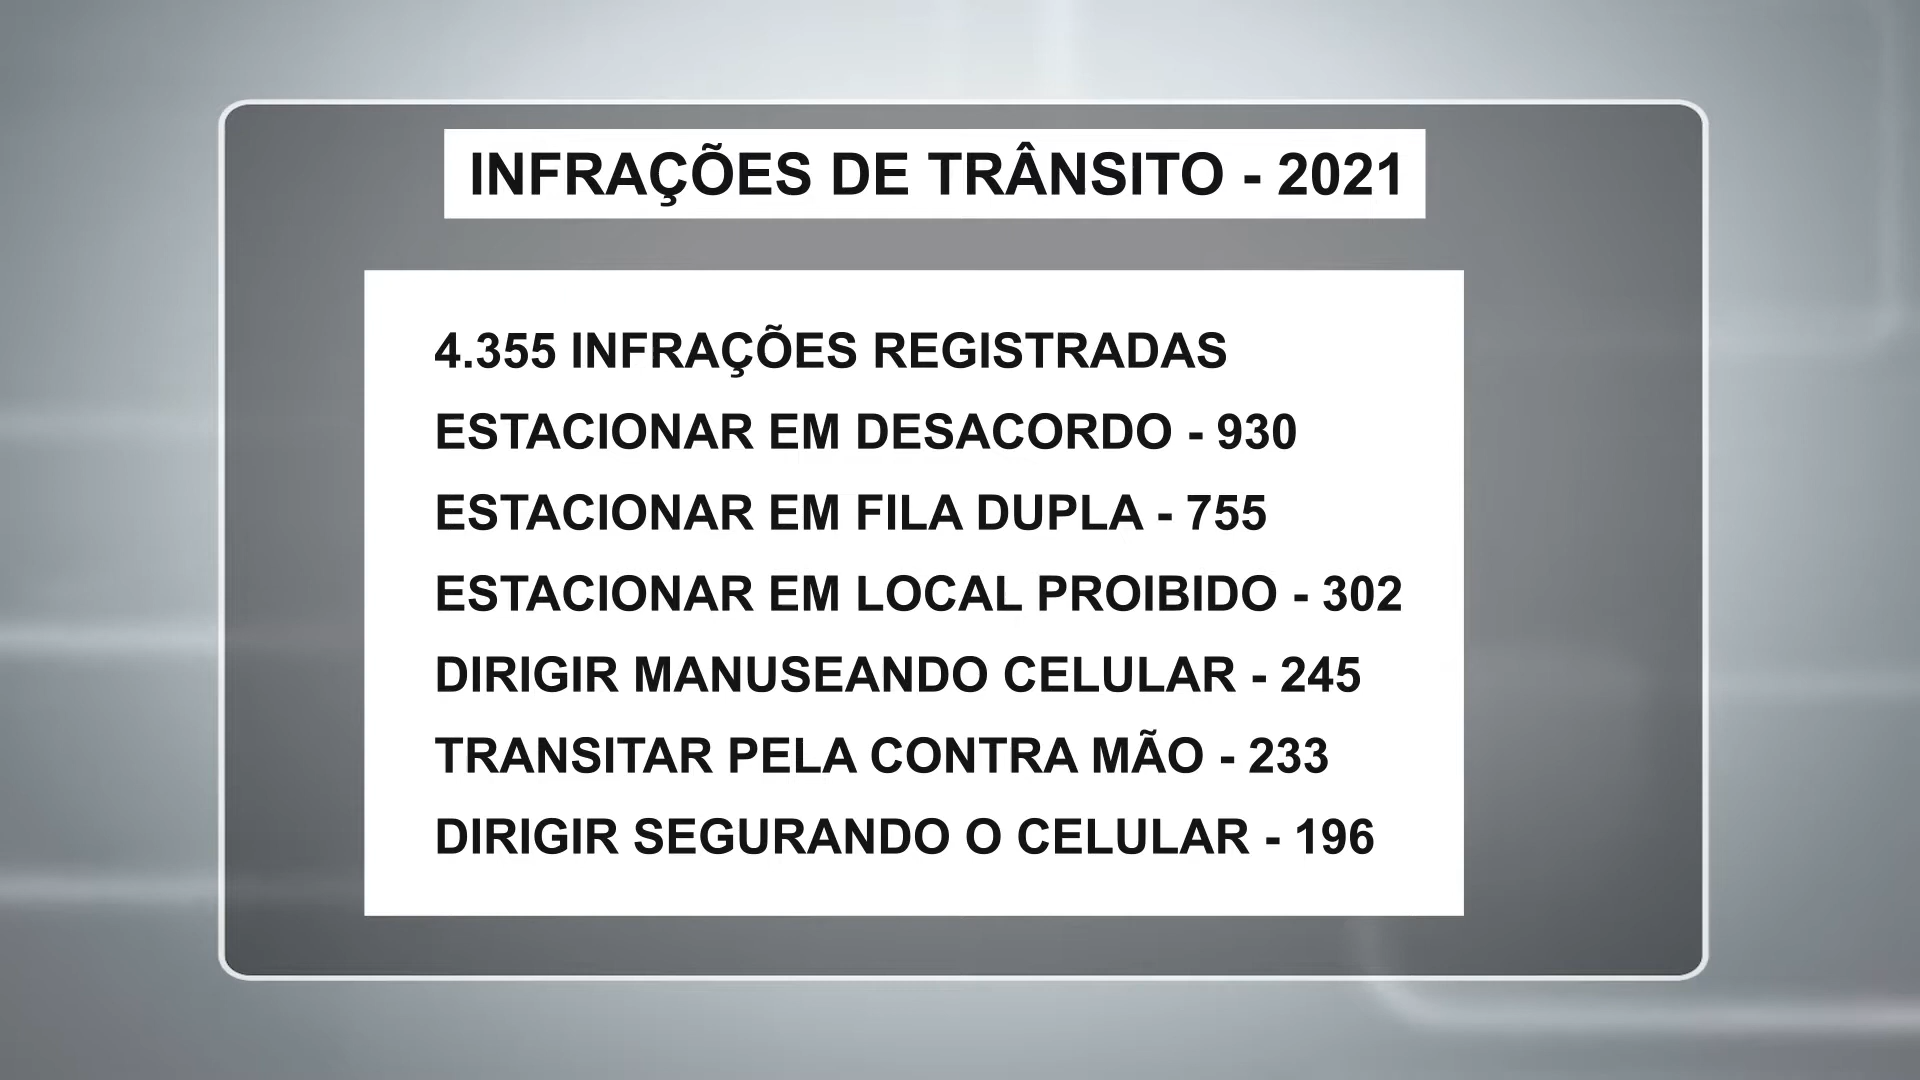 INFRAÇÕES DE TRÂNSITO - 2021
4.355 INFRAÇÕES REGISTRADAS
ESTACIONAR EM DESACORDO - 930
ESTACIONAR EM FILA DUPLA - 755
ESTACIONAR EM LOCAL PROIBIDO - 302
DIRIGIR MANUSEANDO CELULAR - 245
TRANSITAR PELA CONTRA MÃO - 233
DIRIGIR SEGURANDO O CELULAR - 196